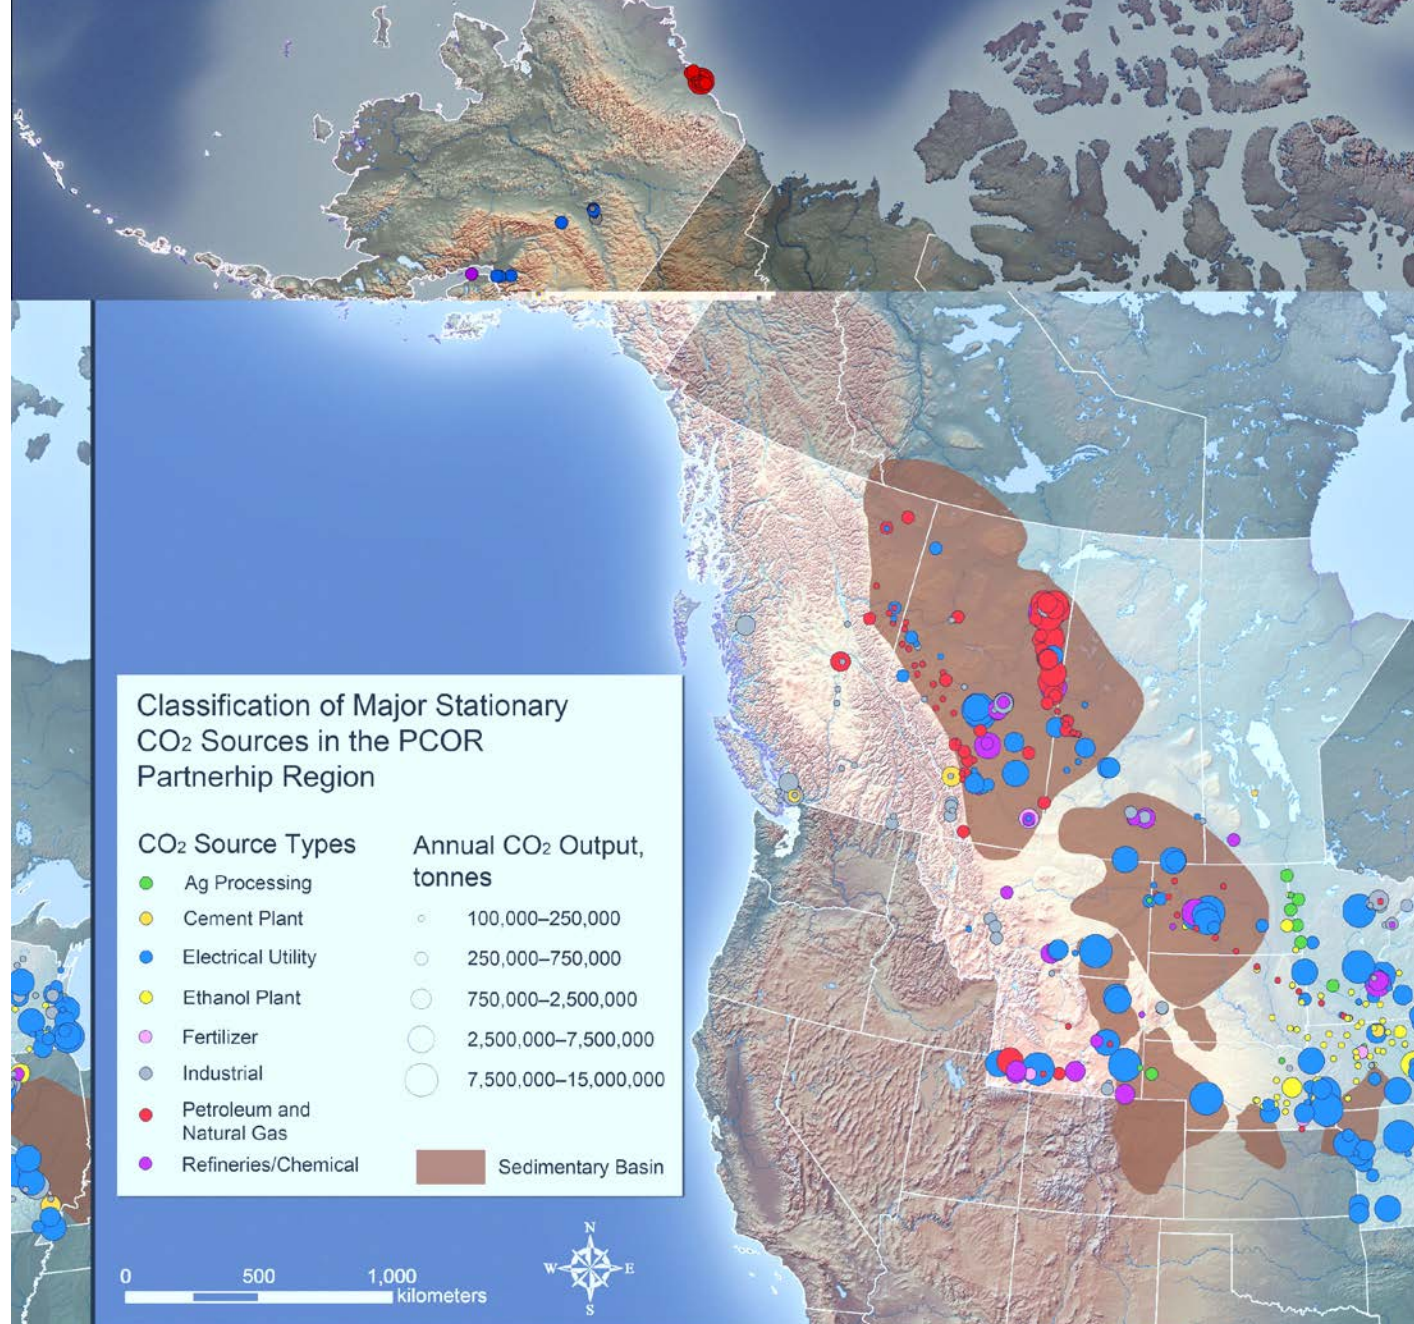 Classification of Major Stationary
CO2 Sources in the PCOR
Partnerhip Region
CO2 Source Types
Ag Processing
Cement Plant
Electrical Utility
Ethanol Plant
Fertilizer
Industrial
Petroleum and
Natural Gas
Refineries/Chemical
Annual CO2 Output,
tonnes
100,000–250,000
250,000–750,000
750,000–2,500,000
2,500,000–7,500,000
7,500,000–15,000,000
Sedimentary Basin
0 500 1,000
kilometers
N
W E
S